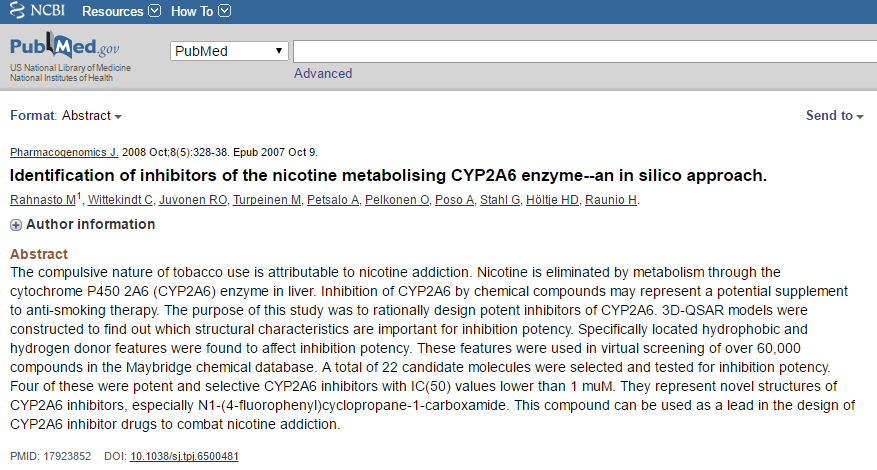 NCBI Resources How To
PubMed.gov
US National Library of Medicine
National Institutes of Health
PubMed
Advanced
Format: Abstract
Send to
Pharmacogenomics J. 2008 Oct;8(5):328-38. Epub 2007 Oct 9.
Identification of inhibitors of the nicotine metabolising CYP2A6 enzyme--an in silico approach.
Rahnasto M1, Wittekindt C, Juvonen RO, Turpeinen M, Petsalo A, Pelkonen O, Poso A, Stahl G, Höltje HD, Raunio H.
Author information
Abstract
The compulsive nature of tobacco use is attributable to nicotine addiction. Nicotine is eliminated by metabolism through the
cytochrome P450 2A6 (CYP2A6) enzyme in liver. Inhibition of CYP2A6 by chemical compounds may represent a potential supplement
to anti-smoking therapy. The purpose of this study was to rationally design potent inhibitors of CYP2A6. 3D-QSAR models were
constructed to find out which structural characteristics are important for inhibition potency. Specifically located hydrophobic and
hydrogen donor features were found to affect inhibition potency. These features were used in virtual screening of over 60,000
compounds in the Maybridge chemical database. A total of 22 candidate molecules were selected and tested for inhibition potency.
Four of these were potent and selective CYP2A6 inhibitors with IC(50) values lower than 1 muM. They represent novel structures of
CYP2A6 inhibitors, especially N1-(4-fluorophenyl)cyclopropane-1-carboxamide. This compound can be used as a lead in the design of
CYP2A6 inhibitor drugs to combat nicotine addiction.
PMID: 17923852 DOI: 10.1038/sj.tpj.6500481